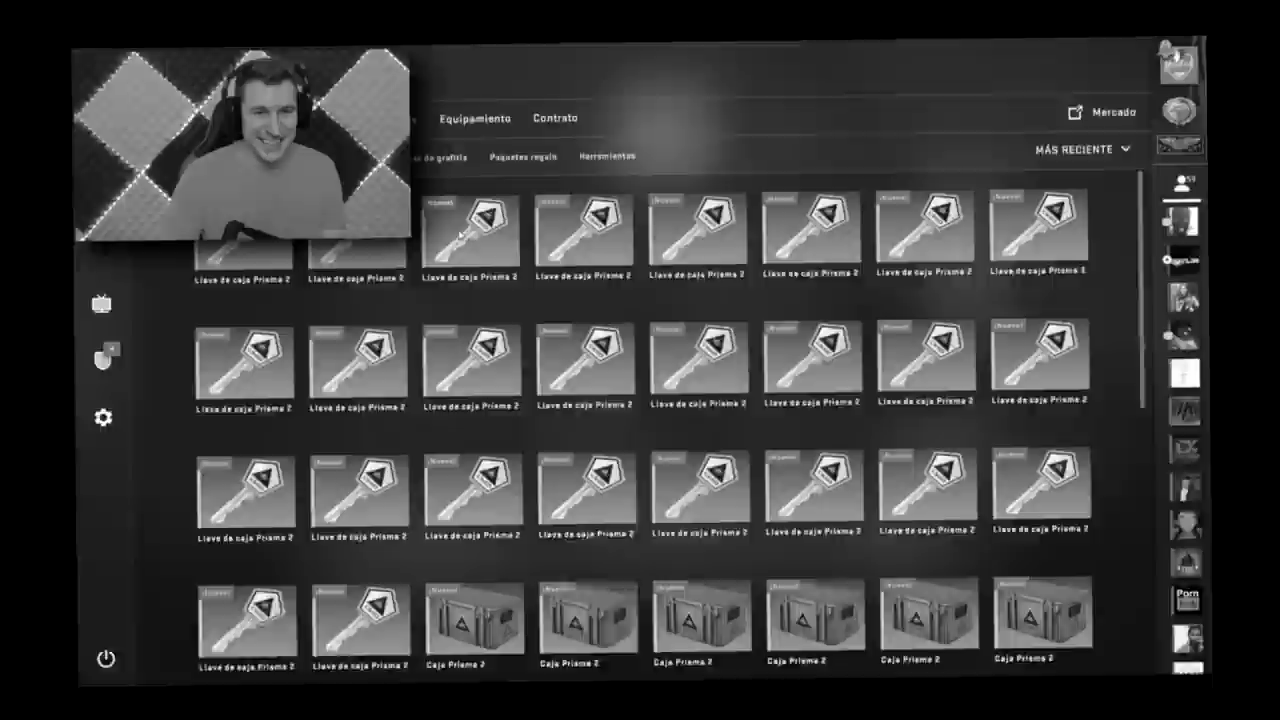 Equipamiento Contrato Mercado
de grafitis Paquetes regalo Herramientas MÁS RECIENTE
59
Llave de caja Prisma 2 Llave de caja Prisma 2 Llave de caja Prisma 2 Llave de caja Prisma 2 Llave de caja Prisma 2 Llave de caja Prisma 2 Llave de caja Prisma 2 Llave de caja Prisma 2
Llave de caja Prisma 2 Llave de caja Prisma 2 Llave de caja Prisma 2 Llave de caja Prisma 2 Llave de caja Prisma 2 Llave de caja Prisma 2 Llave de caja Prisma 2 Llave de caja Prisma 2
Llave de caja Prisma 2 Llave de caja Prisma 2 Llave de caja Prisma 2 Llave de caja Prisma 2 Llave de caja Prisma 2 Llave de caja Prisma 2 Llave de caja Prisma 2 Llave de caja Prisma 2
Porn
Llave de caja Prisma 2 Llave de caja Prisma 2 Caja Prisma 2 Caja Prisma 2 Caja Prisma 2 Caja Prisma 2 Caja Prisma 2 Caja Prisma 2